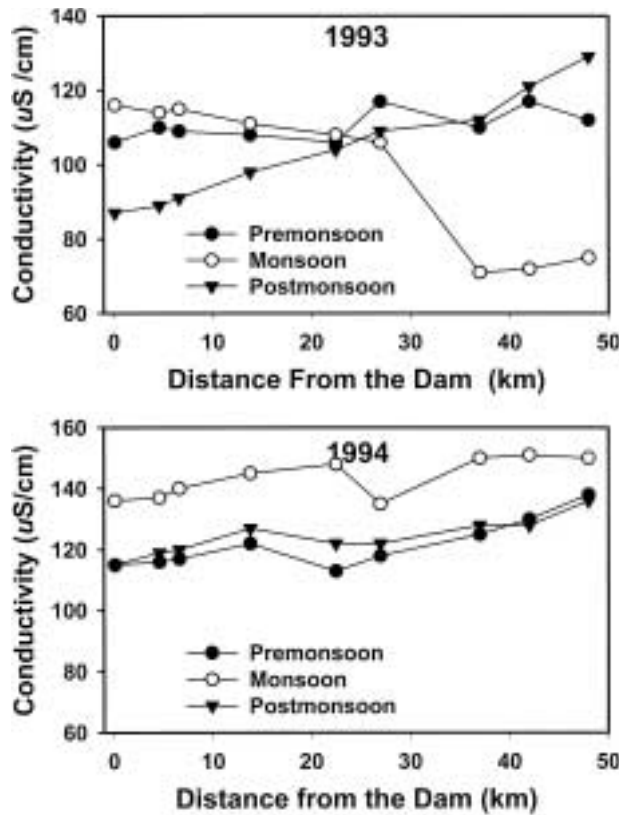 140
1993
120
100
80
60
Conductivity (uS /cm)
Premonsoon
Monsoon
Postmonsoon
0 10 20 30 40 50
Distance From the Dam (km)
160
1994
140
120
100
80
60
Conductivity (uS/cm)
Premonsoon
Monsoon
Postmonsoon
0 10 20 30 40 50
Distance from the Dam (km)